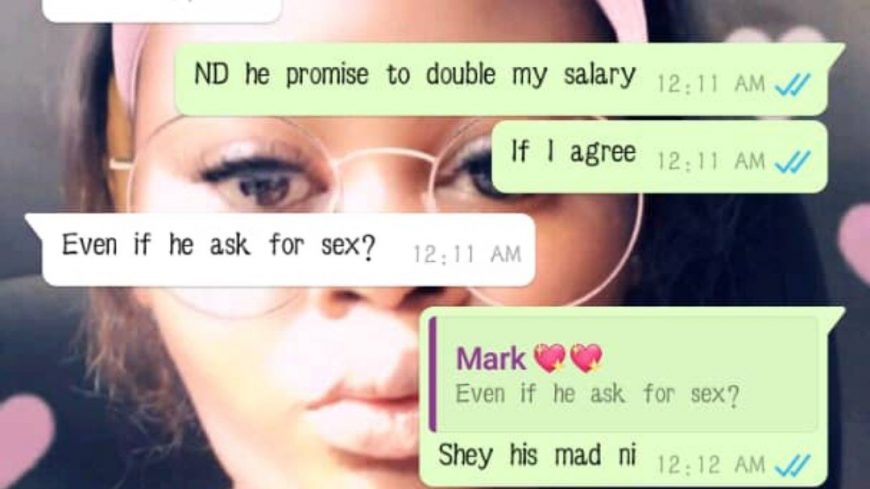 ND he promise to double my salary 12:11 AM
If I agree 12:11 AM
Even if he ask for sex? 12:11 AM
Mark 💖💖
Even if he ask for sex?
Shey his mad ni 12:12 AM